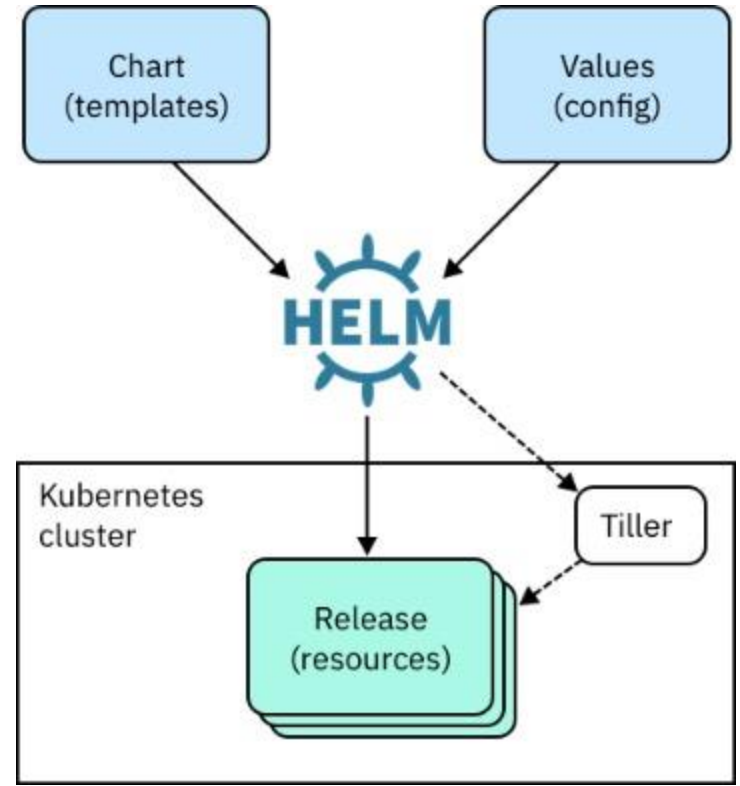 Chart
(templates)
Values
(config)
HELM
Kubernetes
cluster
Tiller
Release
(resources)